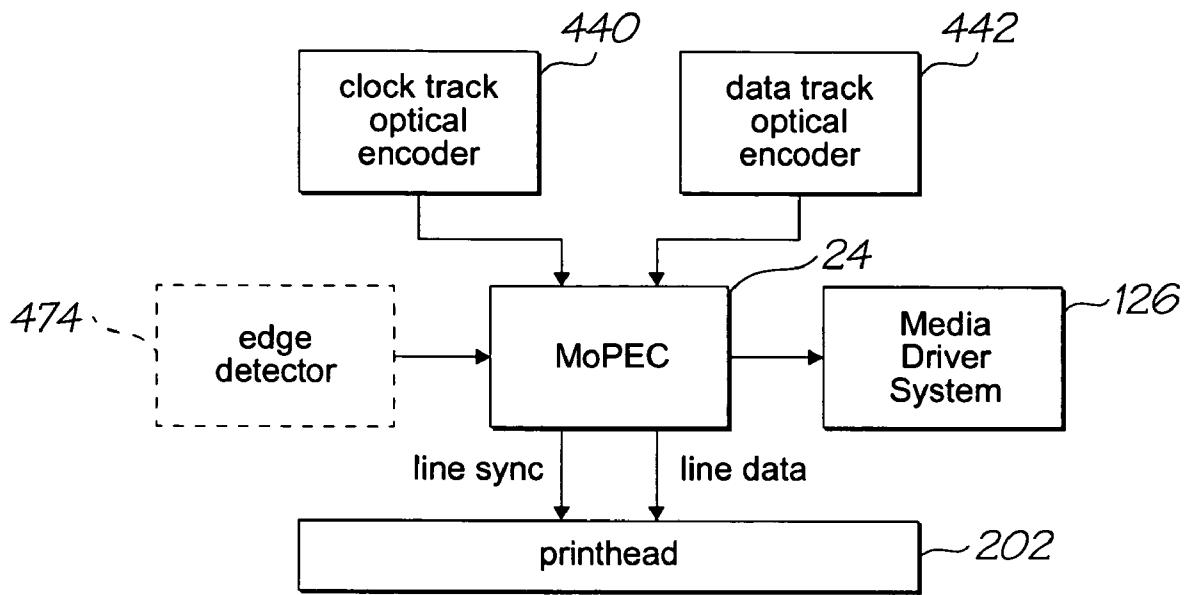 440
442
clock track
optical
encoder
data track
optical
encoder
24
474
126
edge
detector
MoPEC
Media
Driver
System
line sync
line data
printhead
202